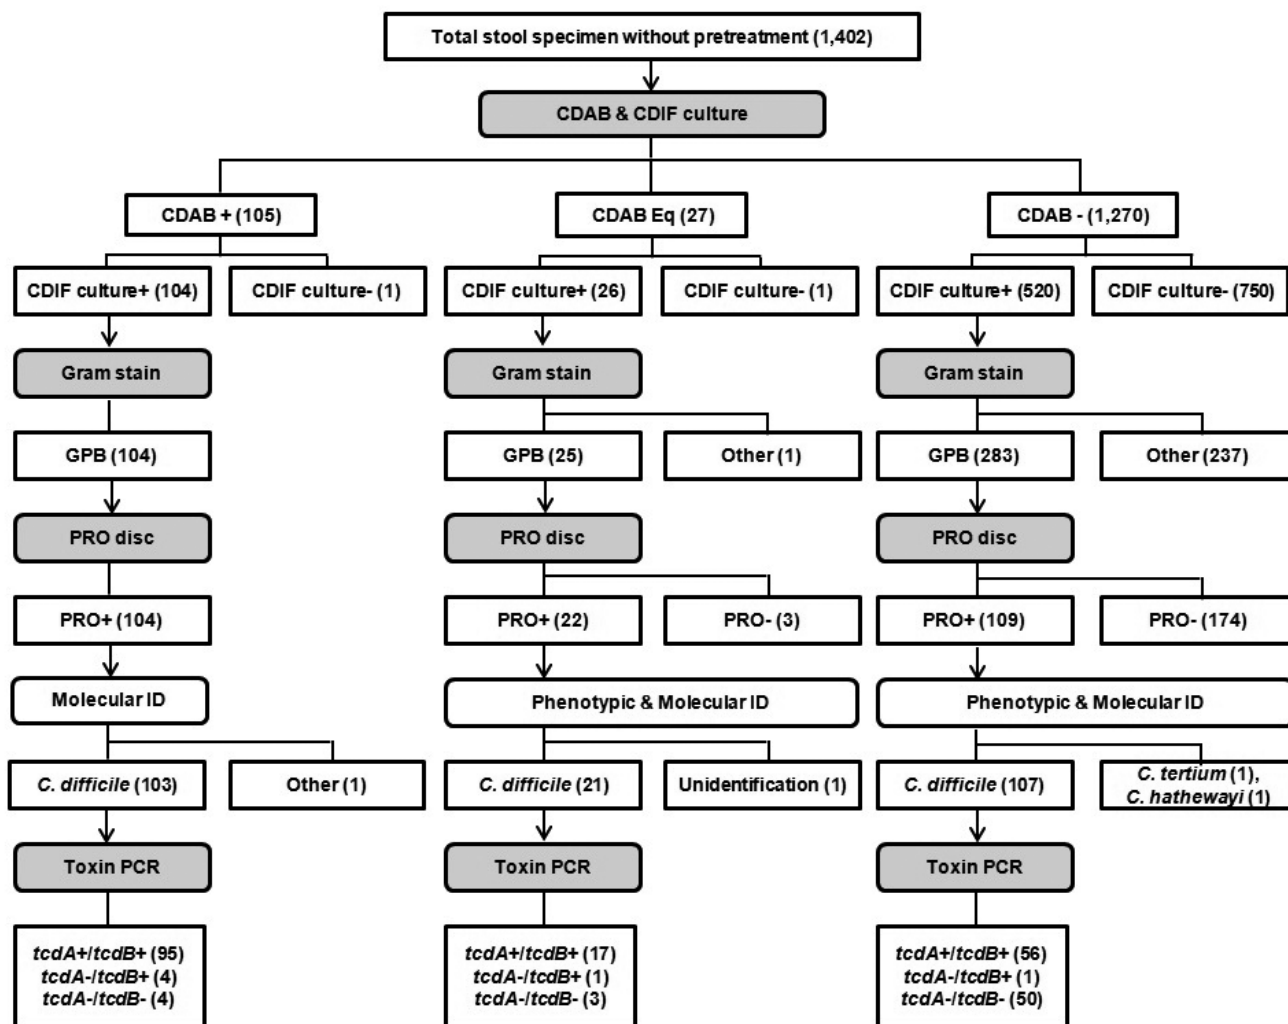 Total stool specimen without pretreatment (1,402)
CDAB & CDIF culture
CDAB + (105)
CDAB Eq (27)
CDAB - (1,270)
CDIF culture+ (104)
CDIF culture- (1)
CDIF culture+ (26)
CDIF culture- (1)
CDIF culture+ (520)
CDIF culture- (750)
Gram stain
Gram stain
Gram stain
GPB (104)
GPB (25)
Other (1)
GPB (283)
Other (237)
PRO disc
PRO disc
PRO disc
PRO+ (104)
PRO+ (22)
PRO- (3)
PRO+ (109)
PRO- (174)
Molecular ID
Phenotypic & Molecular ID
Phenotypic & Molecular ID
C. difficile (103)
Other (1)
C. difficile (21)
Unidentification (1)
C. difficile (107)
C. tertium (1),
C. hathewayi (1)
Toxin PCR
Toxin PCR
Toxin PCR
tcdA+/tcdB+ (95)
tcdA-/tcdB+ (4)
tcdA-/tcdB- (4)
tcdA+/tcdB+ (17)
tcdA-/tcdB+ (1)
tcdA-/tcdB- (3)
tcdA+/tcdB+ (56)
tcdA-/tcdB+ (1)
tcdA-/tcdB- (50)